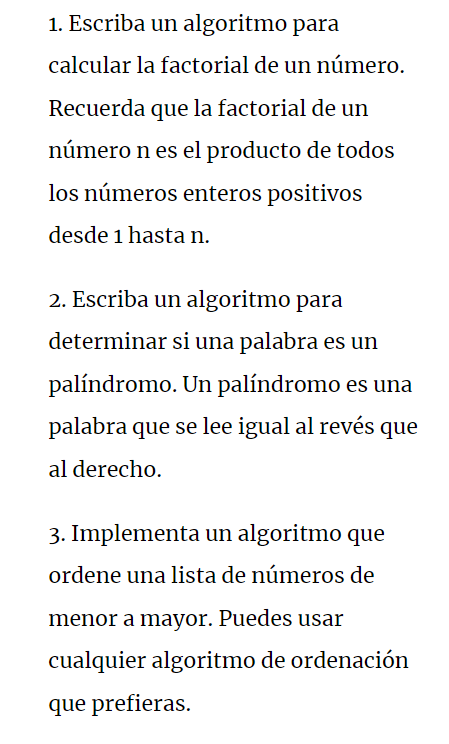 1. Escriba un algoritmo para
calcular la factorial de un número.
Recuerda que la factorial de un
número n es el producto de todos
los números enteros positivos
desde 1 hasta n.
2. Escriba un algoritmo para
determinar si una palabra es un
palíndromo. Un palíndromo es una
palabra que se lee igual al revés que
al derecho.
3. Implementa un algoritmo que
ordene una lista de números de
menor a mayor. Puedes usar
cualquier algoritmo de ordenación
que prefieras.